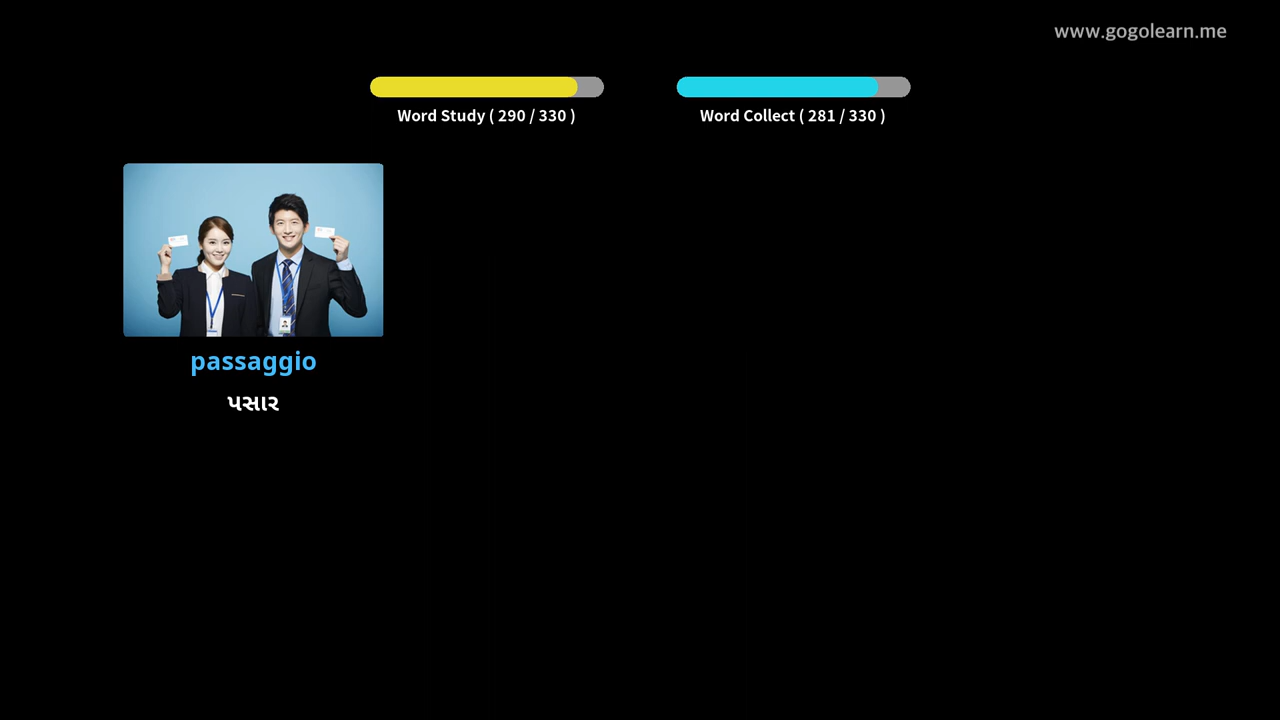 www.gogolearn.me
Word Study ( 290 / 330 )
Word Collect ( 281 / 330 )
passaggio
પસાર